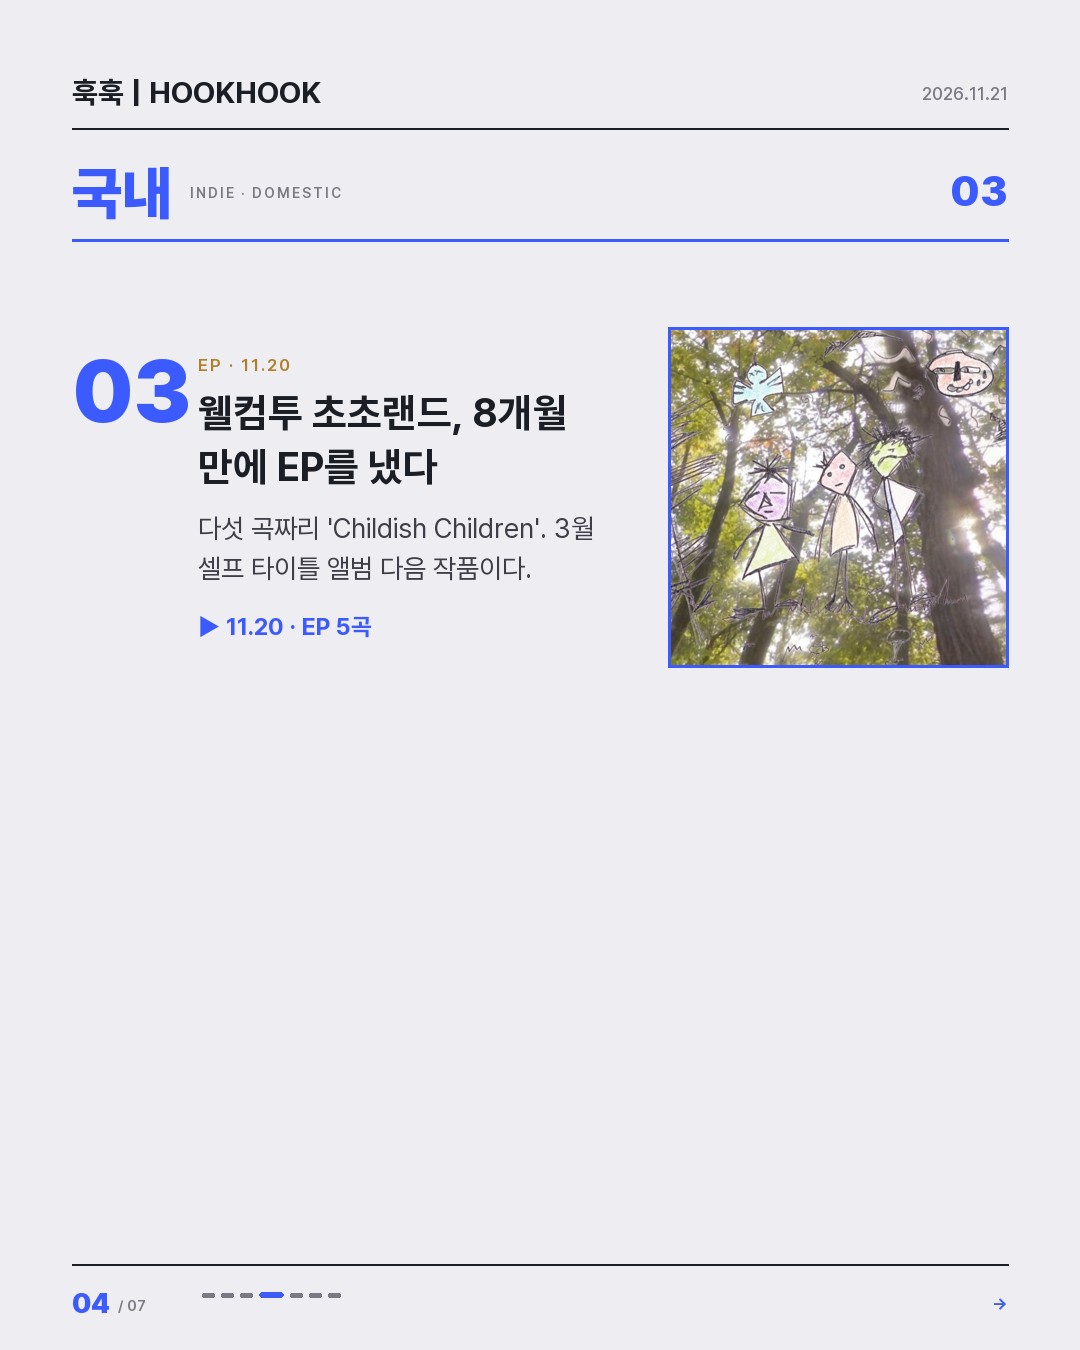 훅훅 | HOOKHOOK
2026.11.21
국내 INDIE · DOMESTIC
03
03
EP · 11.20
웰컴투 초초랜드, 8개월
만에 EP를 냈다
다섯 곡짜리 'Childish Children'. 3월
셀프 타이틀 앨범 다음 작품이다.
▶ 11.20 · EP 5곡
04 / 07
→